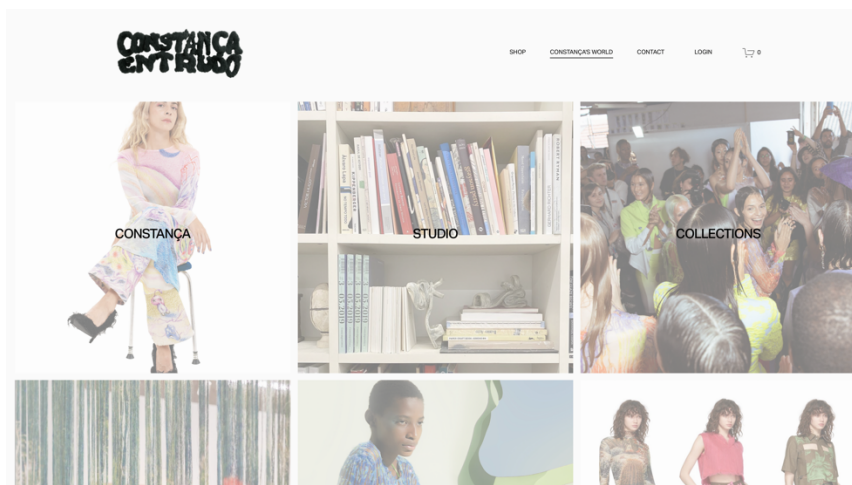 CONSTANÇA
ENTRUDO
SHOP CONSTANÇA'S WORLD CONTACT LOGIN 0
CONSTANÇA
STUDIO
COLLECTIONS